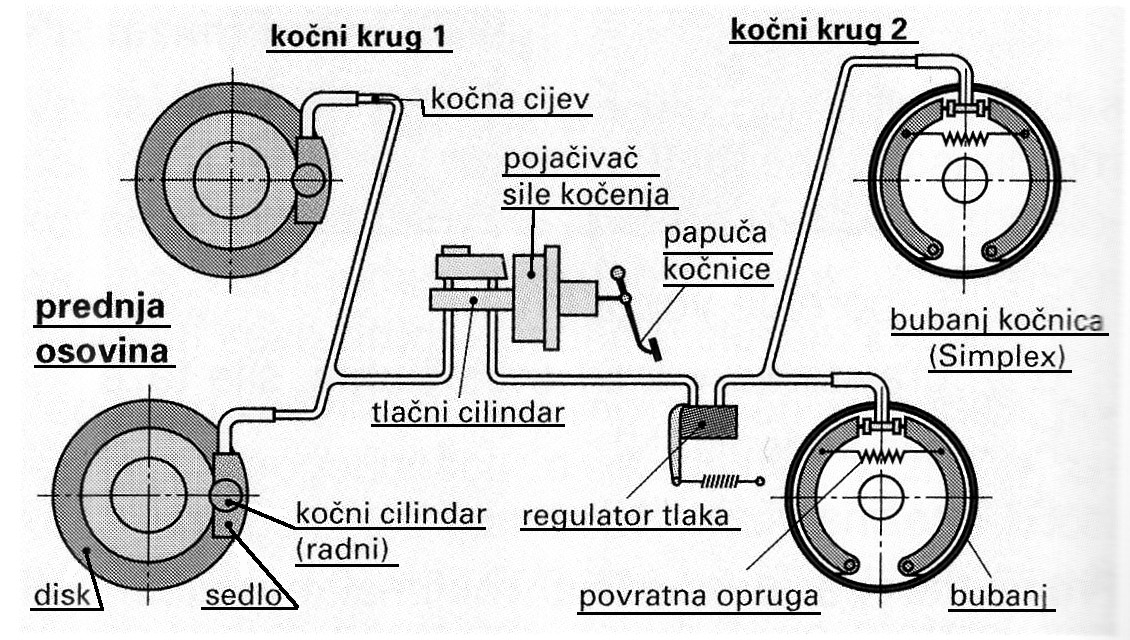 kočni krug 1
kočni krug 2
kočna cijev
pojačivač
sile kočenja
papuča
kočnice
prednja
osovina
bubanj kočnica
(Simplex)
tlačni cilindar
kočni cilindar
(radni)
regulator tlaka
disk
sedlo
povratna opruga
bubanj